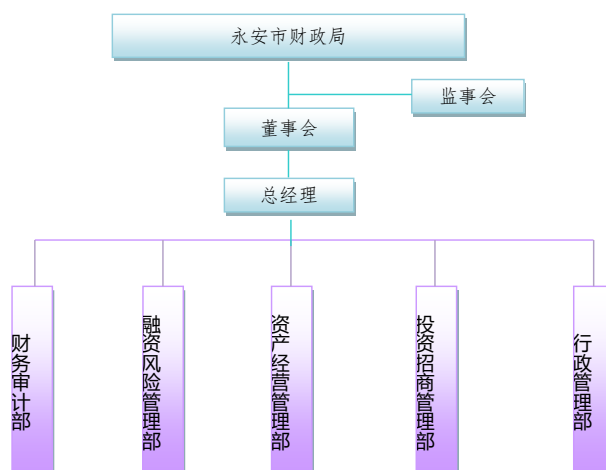 永安市财政局
监事会
董事会
总经理
财务审计部
融资风险管理部
资产经营管理部
投资招商管理部
行政管理部